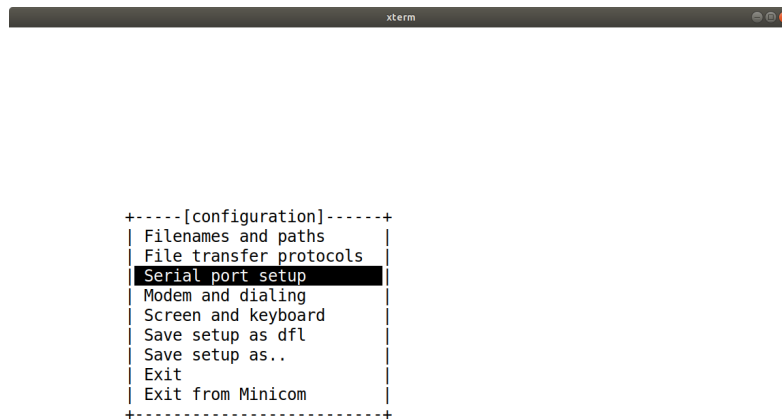 xterm
+-----[configuration]------+
| Filenames and paths      |
| File transfer protocols  |
| Serial port setup        |
| Modem and dialing        |
| Screen and keyboard      |
| Save setup as dfl        |
| Save setup as..          |
| Exit                     |
| Exit from Minicom        |
+--------------------------+